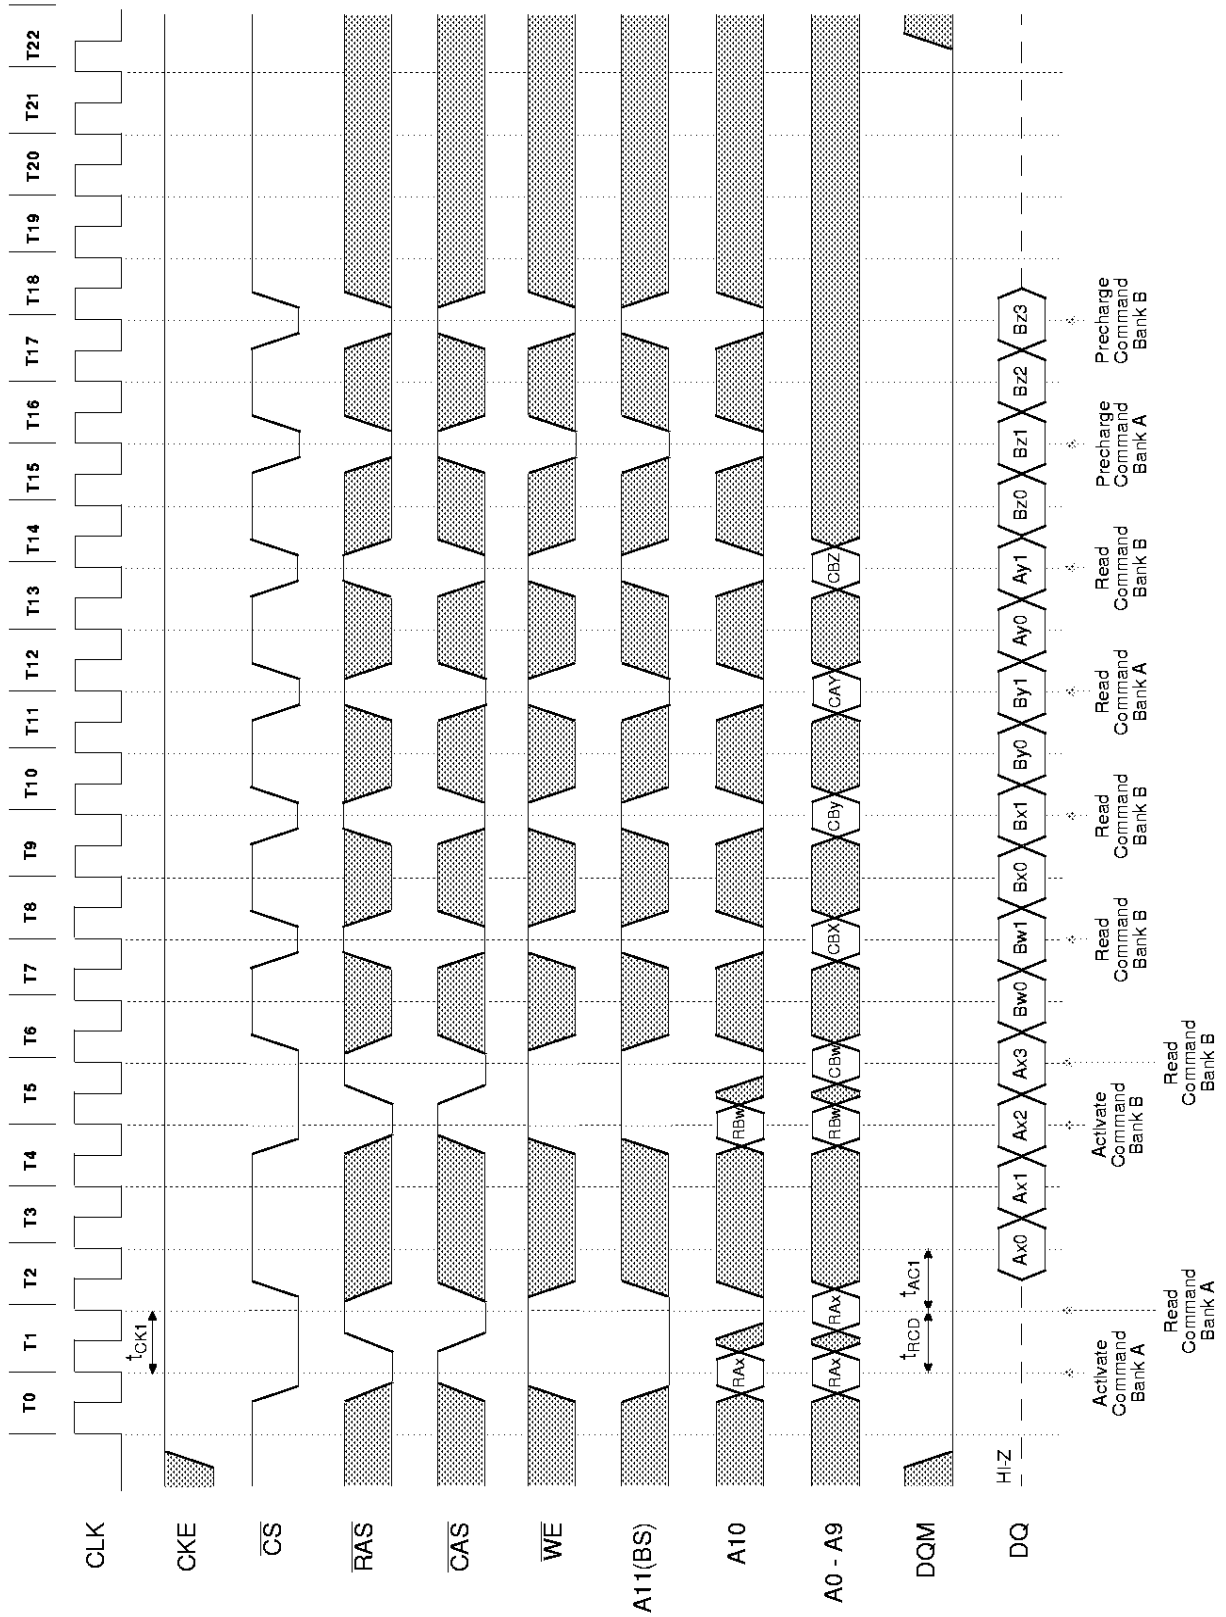 T0 T1 T2 T3 T4 T5 T6 T7 T8 T9 T10 T11 T12 T13 T14 T15 T16 T17 T18 T19 T20 T21 T22
CLK
tCK1
CKE
CS
RAS
CAS
WE
A11(BS)
A10
RAx RBw
A0 - A9
RAx RAx RBw CBw CBX CBy CAY CBZ
DQM
tRCD tAC1
DQ
HI-Z
Ax0 Ax1 Ax2 Ax3 Bw0 Bw1 Bx0 Bx1 By0 By1 Ay0 Ay1 Bz0 Bz1 Bz2 Bz3
Activate
Command
Bank A
Read
Command
Bank A
Activate
Command
Bank B
Read
Command
Bank B
Read
Command
Bank B
Read
Command
Bank B
Read
Command
Bank A
Read
Command
Bank B
Precharge
Command
Bank A
Precharge
Command
Bank B